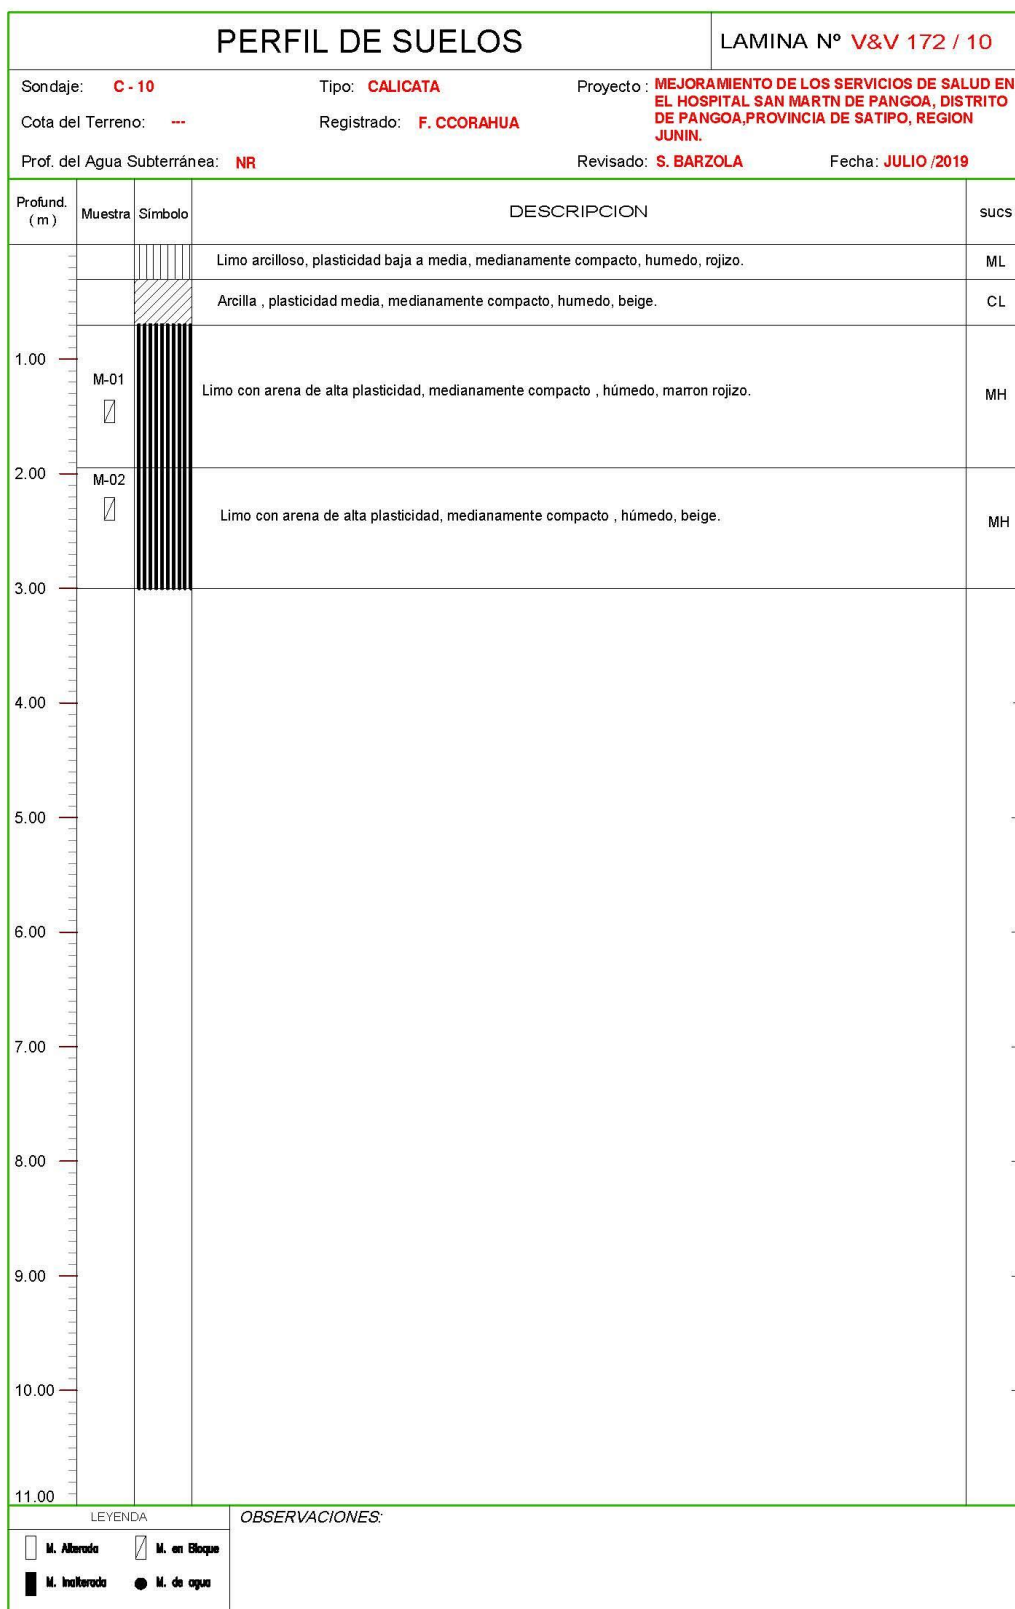 PERFIL DE SUELOS
LAMINA Nº V&V 172 / 10
Sondaje: C - 10
Tipo: CALICATA
Proyecto : MEJORAMIENTO DE LOS SERVICIOS DE SALUD EN
EL HOSPITAL SAN MARTN DE PANGOA, DISTRITO
DE PANGOA,PROVINCIA DE SATIPO, REGION
JUNIN.
Cota del Terreno: ---
Registrado: F. CCORAHUA
Prof. del Agua Subterránea: NR
Revisado: S. BARZOLA
Fecha: JULIO /2019
Profund.
( m )
Muestra
Símbolo
DESCRIPCION
sucs
Limo arcilloso, plasticidad baja a media, medianamente compacto, humedo, rojizo.
ML
Arcilla , plasticidad media, medianamente compacto, humedo, beige.
CL
1.00
M-01
Limo con arena de alta plasticidad, medianamente compacto , húmedo, marron rojizo.
MH
2.00
M-02
Limo con arena de alta plasticidad, medianamente compacto , húmedo, beige.
MH
3.00
4.00
5.00
6.00
7.00
8.00
9.00
10.00
11.00
LEYENDA
OBSERVACIONES:
M. Alterada
M. en Bloque
M. Inalterada
M. de agua